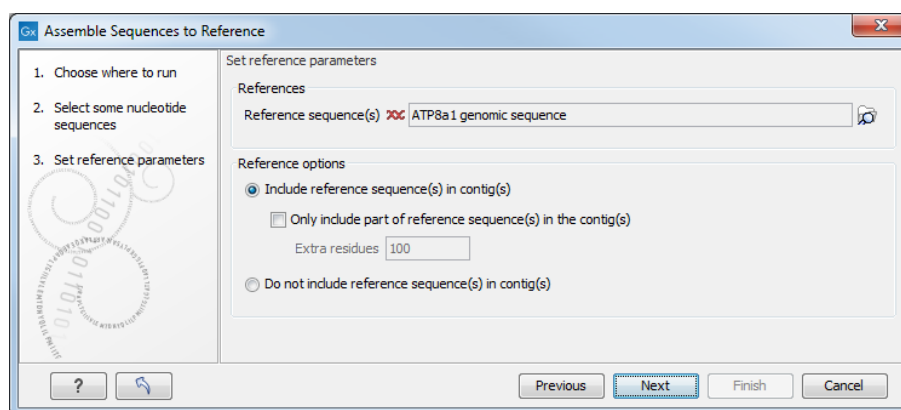 Gx Assemble Sequences to Reference
1. Choose where to run
2. Select some nucleotide
sequences
3. Set reference parameters
Set reference parameters
References
Reference sequence(s) ATP8a1 genomic sequence
Reference options
Include reference sequence(s) in contig(s)
Only include part of reference sequence(s) in the contig(s)
Extra residues 100
Do not include reference sequence(s) in contig(s)
? Previous Next Finish Cancel